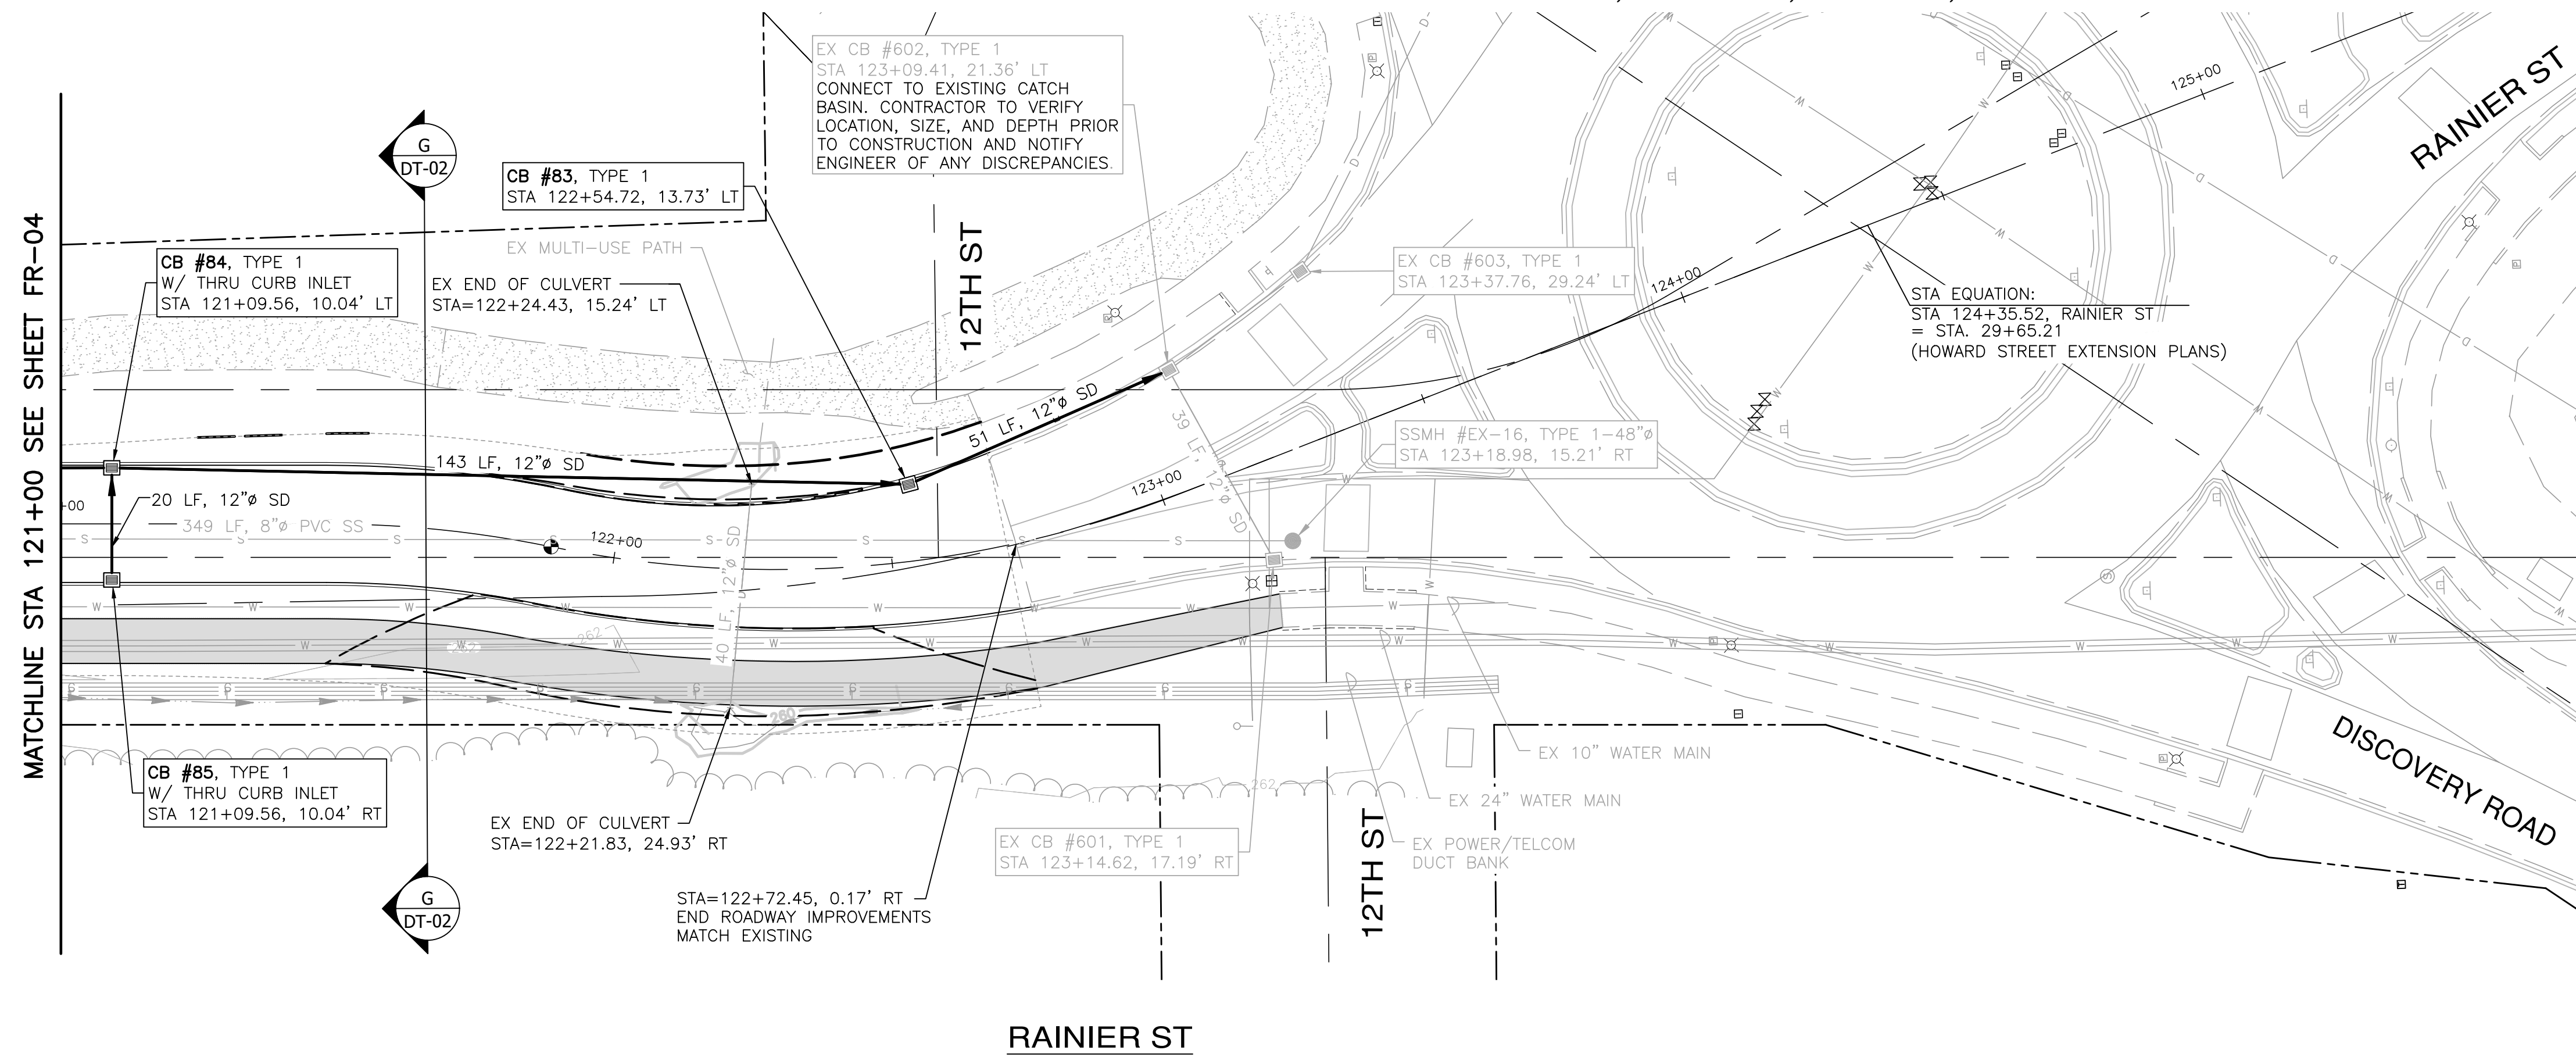 MATCHLINE STA 121+00 SEE SHEET FR-04
G
DT-02
CB #84, TYPE 1
W/ THRU CURB INLET
STA 121+09.56, 10.04' LT
CB #83, TYPE 1
STA 122+54.72, 13.73' LT
EX MULTI-USE PATH
EX END OF CULVERT
STA=122+24.43, 15.24' LT
EX CB #602, TYPE 1
STA 123+09.41, 21.36' LT
CONNECT TO EXISTING CATCH
BASIN. CONTRACTOR TO VERIFY
LOCATION, SIZE, AND DEPTH PRIOR
TO CONSTRUCTION AND NOTIFY
ENGINEER OF ANY DISCREPANCIES.
12TH ST
EX CB #603, TYPE 1
STA 123+37.76, 29.24' LT
125+00
RAINIER ST
124+00
STA EQUATION:
STA 124+35.52, RAINIER ST
= STA. 29+65.21
(HOWARD STREET EXTENSION PLANS)
143 LF, 12"ø SD
51 LF, 12"ø SD
39 LF, 12"ø SD
SSMH #EX-16, TYPE 1-48"ø
STA 123+18.98, 15.21' RT
123+00
+00
20 LF, 12"ø SD
349 LF, 8"ø PVC SS
122+00
40 LF, 12"ø SD
262
260
262
CB #85, TYPE 1
W/ THRU CURB INLET
STA 121+09.56, 10.04' RT
EX END OF CULVERT
STA=122+21.83, 24.93' RT
G
DT-02
STA=122+72.45, 0.17' RT
END ROADWAY IMPROVEMENTS
MATCH EXISTING
EX CB #601, TYPE 1
STA 123+14.62, 17.19' RT
12TH ST
EX 10" WATER MAIN
EX 24" WATER MAIN
EX POWER/TELCOM
DUCT BANK
DISCOVERY ROAD
RAINIER ST